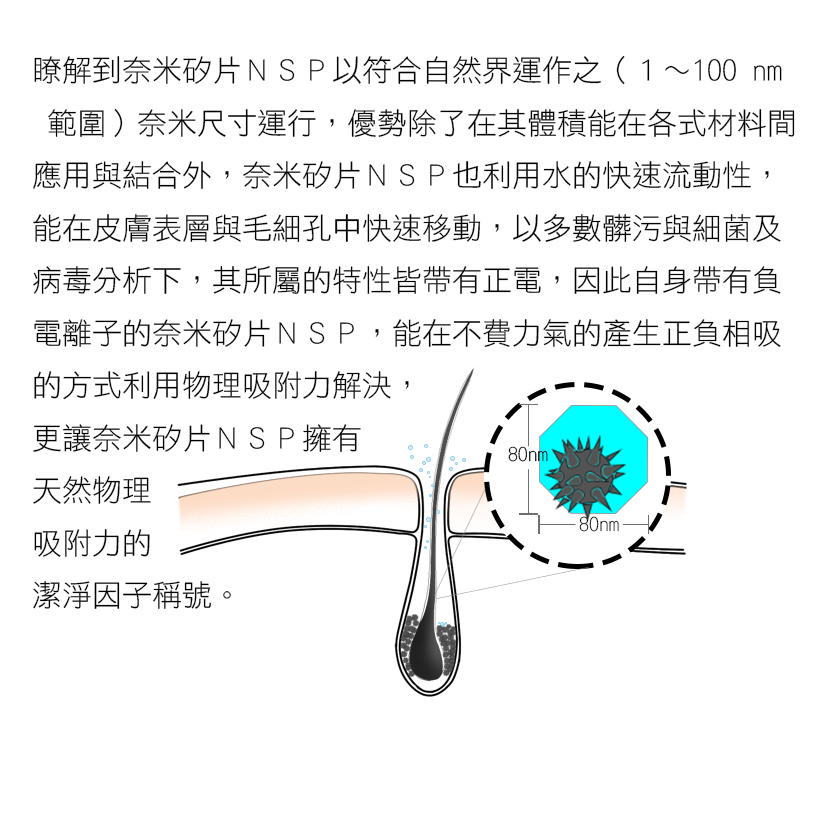 瞭解到奈米矽片ＮＳＰ以符合自然界運作之（１～100 nm
範圍）奈米尺寸運行，優勢除了在其體積能在各式材料間
應用與結合外，奈米矽片ＮＳＰ也利用水的快速流動性，
能在皮膚表層與毛細孔中快速移動，以多數髒污與細菌及
病毒分析下，其所屬的特性皆帶有正電，因此自身帶有負
電離子的奈米矽片ＮＳＰ，能在不費力氣的產生正負相吸
的方式利用物理吸附力解決，
更讓奈米矽片ＮＳＰ擁有
天然物理
吸附力的
潔淨因子稱號。
80nm
80nm